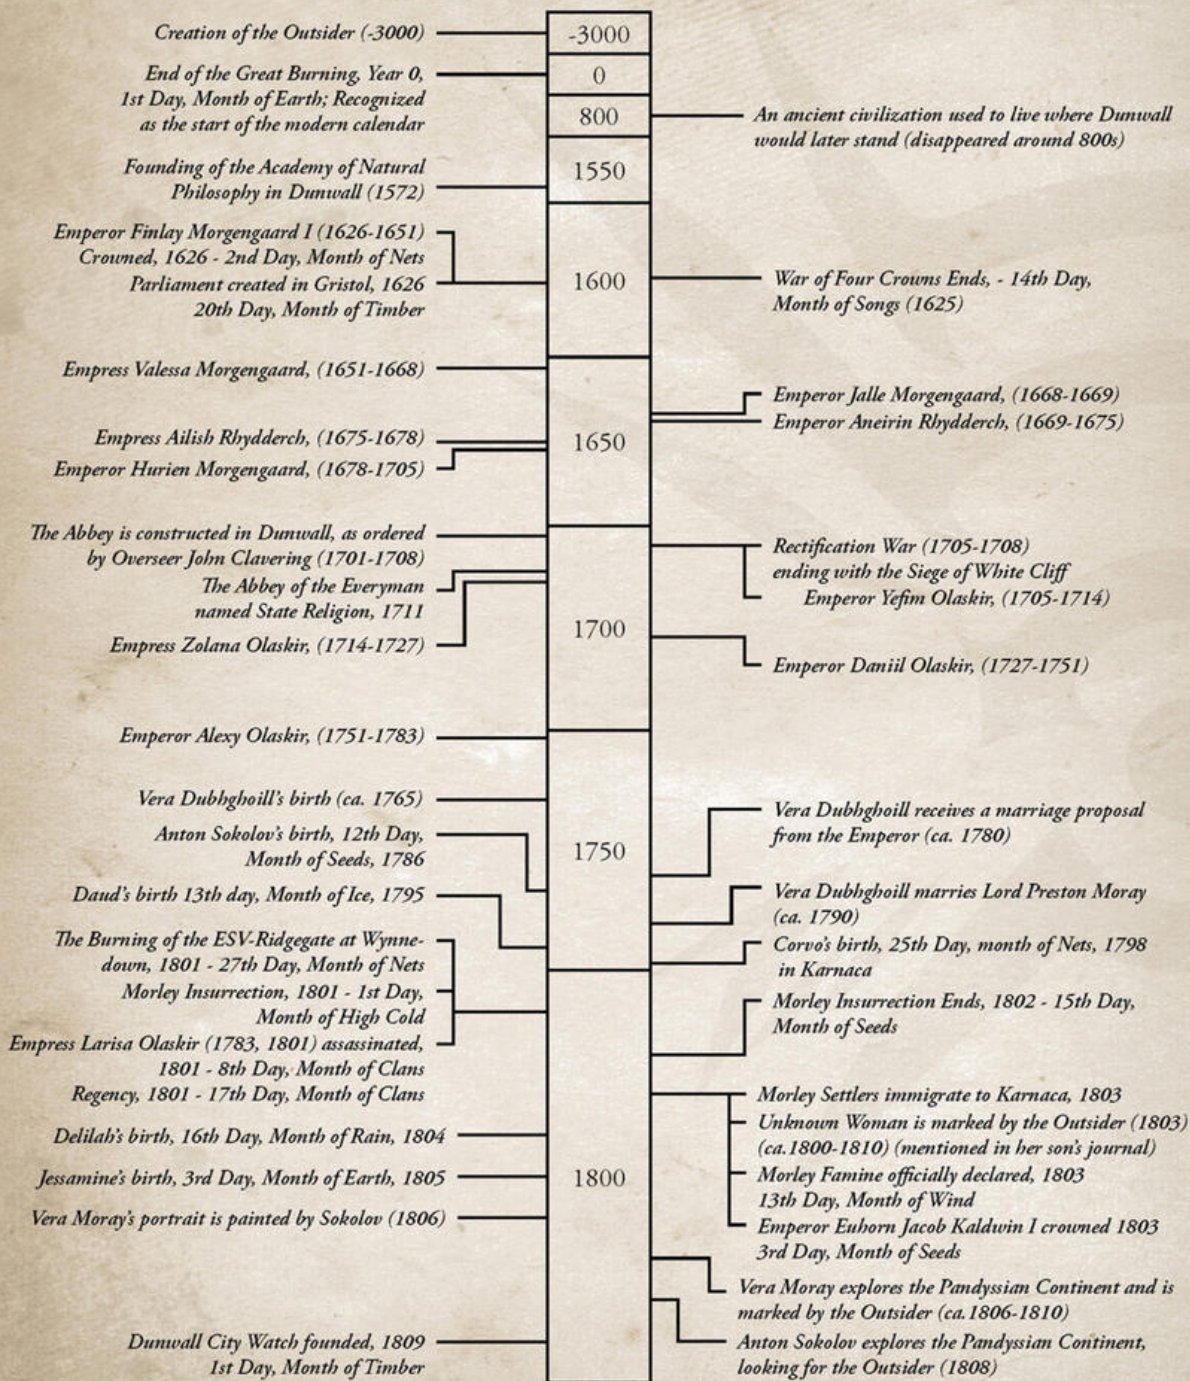 Creation of the Outsider (-3000)
-3000
End of the Great Burning, Year 0,
1st Day, Month of Earth; Recognized
as the start of the modern calendar
0
800
An ancient civilization used to live where Dunwall
would later stand (disappeared around 800s)
Founding of the Academy of Natural
Philosophy in Dunwall (1572)
1550
Emperor Finlay Morgengaard I (1626-1651)
Crowned, 1626 - 2nd Day, Month of Nets
Parliament created in Gristol, 1626
20th Day, Month of Timber
1600
War of Four Crowns Ends, - 14th Day,
Month of Songs (1625)
Empress Valessa Morgengaard, (1651-1668)
Emperor Jalle Morgengaard, (1668-1669)
Emperor Aneirin Rhydderch, (1669-1675)
Empress Ailish Rhydderch, (1675-1678)
Emperor Hurien Morgengaard, (1678-1705)
1650
The Abbey is constructed in Dunwall, as ordered
by Overseer John Clavering (1701-1708)
The Abbey of the Everyman
named State Religion, 1711
Empress Zolana Olaskir, (1714-1727)
1700
Rectification War (1705-1708)
ending with the Siege of White Cliff
Emperor Yefim Olaskir, (1705-1714)
Emperor Daniil Olaskir, (1727-1751)
Emperor Alexy Olaskir, (1751-1783)
Vera Dubhghoill's birth (ca. 1765)
Anton Sokolov's birth, 12th Day,
Month of Seeds, 1786
Daud's birth 13th day, Month of Ice, 1795
1750
Vera Dubhghoill receives a marriage proposal
from the Emperor (ca. 1780)
Vera Dubhghoill marries Lord Preston Moray
(ca. 1790)
Corvo's birth, 25th Day, month of Nets, 1798
in Karnaca
The Burning of the ESV-Ridgegate at Wynne-
down, 1801 - 27th Day, Month of Nets
Morley Insurrection, 1801 - 1st Day,
Month of High Cold
Empress Larisa Olaskir (1783, 1801) assassinated,
1801 - 8th Day, Month of Clans
Regency, 1801 - 17th Day, Month of Clans
Delilah's birth, 16th Day, Month of Rain, 1804
Jessamine's birth, 3rd Day, Month of Earth, 1805
Vera Moray's portrait is painted by Sokolov (1806)
Dunwall City Watch founded, 1809
1st Day, Month of Timber
1800
Morley Insurrection Ends, 1802 - 15th Day,
Month of Seeds
Morley Settlers immigrate to Karnaca, 1803
Unknown Woman is marked by the Outsider (1803)
(ca.1800-1810) (mentioned in her son's journal)
Morley Famine officially declared, 1803
13th Day, Month of Wind
Emperor Euhorn Jacob Kaldwin I crowned 1803
3rd Day, Month of Seeds
Vera Moray explores the Pandyssian Continent and is
marked by the Outsider (ca.1806-1810)
Anton Sokolov explores the Pandyssian Continent,
looking for the Outsider (1808)